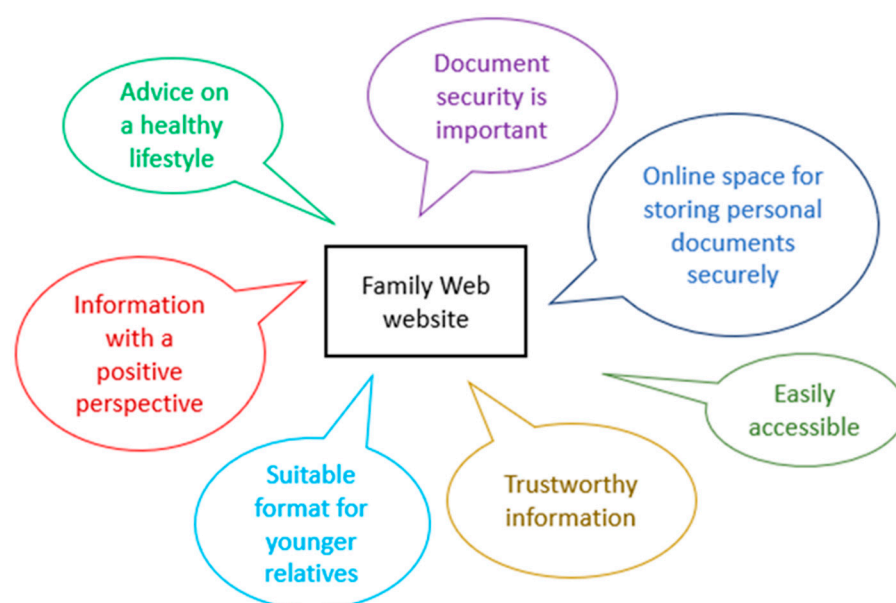 Advice on
a healthy
lifestyle
Document
security is
important
Online space for
storing personal
documents
securely
Information
with a
positive
perspective
Family Web
website
Easily
accessible
Suitable
format for
younger
relatives
Trustworthy
information